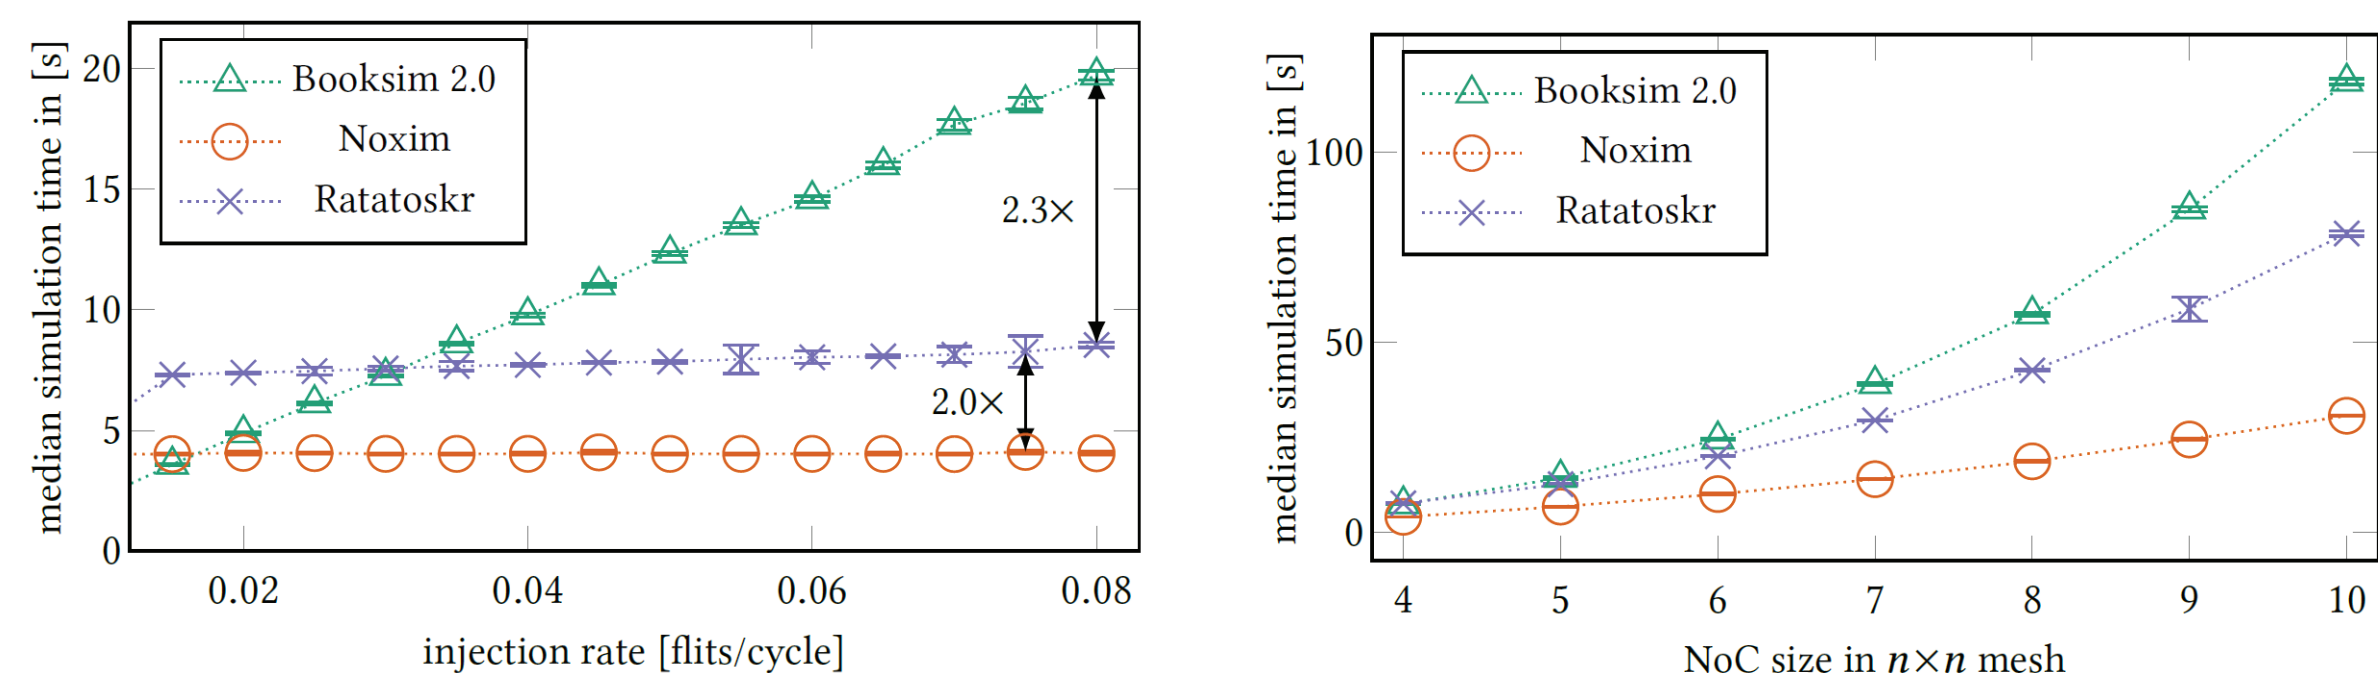 median simulation time in [s]
20
15
10
5
0
Booksim 2.0
Noxim
Ratatoskr
2.3×
2.0×
0.02 0.04 0.06 0.08
injection rate [flits/cycle]
median simulation time in [s]
100
50
0
Booksim 2.0
Noxim
Ratatoskr
4 5 6 7 8 9 10
NoC size in n×n mesh